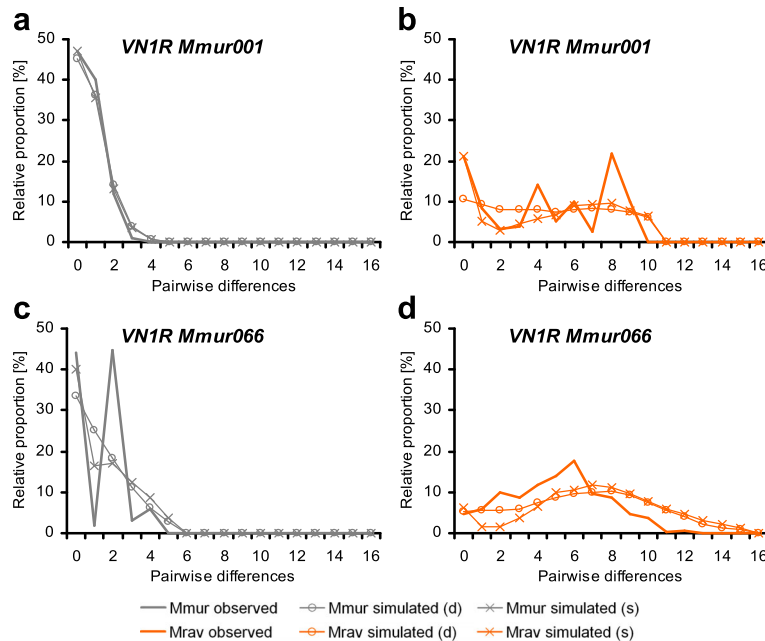 a
VN1R Mmur001
Relative proportion [%]
50
40
30
20
10
0
0 2 4 6 8 10 12 14 16
Pairwise differences
b
VN1R Mmur001
Relative proportion [%]
50
40
30
20
10
0
0 2 4 6 8 10 12 14 16
Pairwise differences
c
VN1R Mmur066
Relative proportion [%]
50
40
30
20
10
0
0 2 4 6 8 10 12 14 16
Pairwise differences
d
VN1R Mmur066
Relative proportion [%]
50
40
30
20
10
0
0 2 4 6 8 10 12 14 16
Pairwise differences
Mmur observed Mmur simulated (d) Mmur simulated (s)
Mrav observed Mrav simulated (d) Mrav simulated (s)